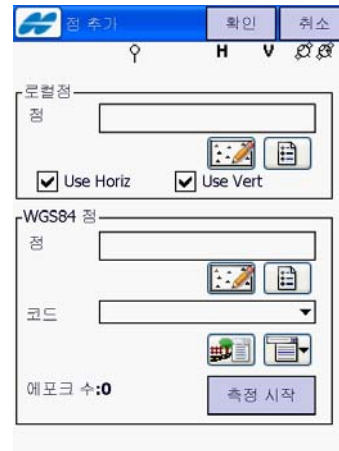 점 추가 확인 취소
H V
로컬점
점
Use Horiz Use Vert
WGS84 점
점
코드
에포크 수:0 측정 시작